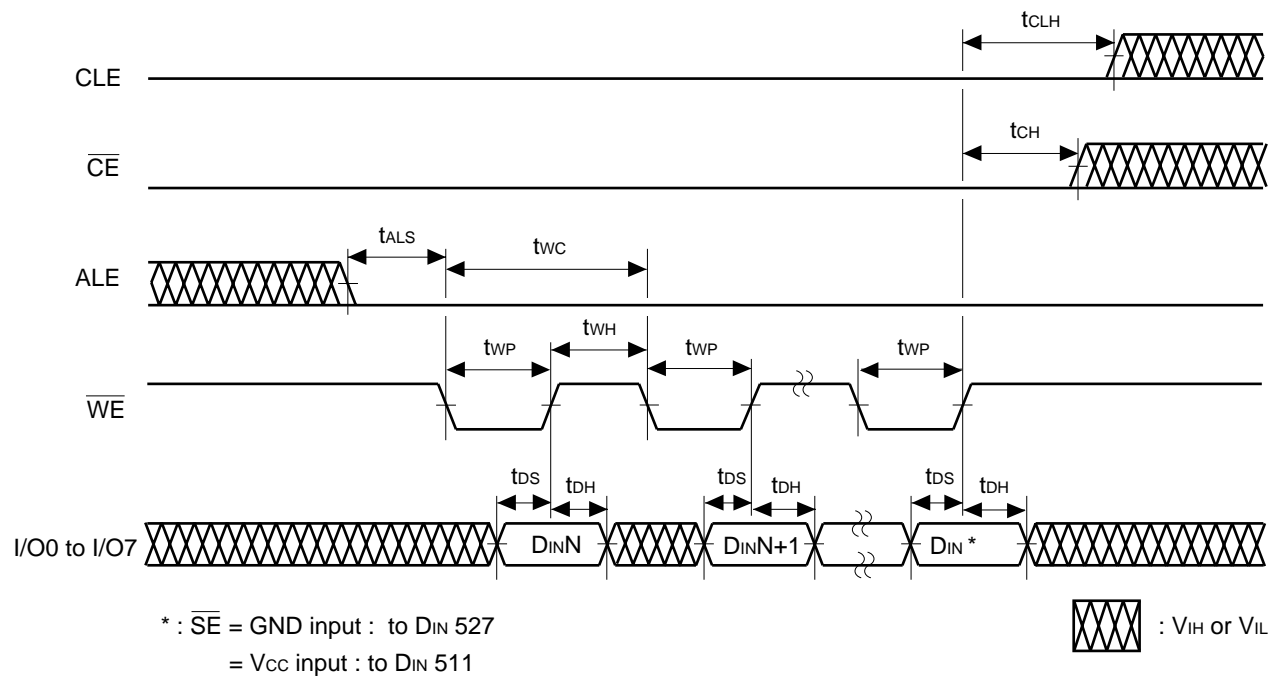 tCLH
CLE
tCH
CE
tALS
tWC
ALE
tWP
tWH
tWP
tWP
WE
tDS
tDH
tDS
tDH
tDS
tDH
I/O0 to I/O7
DINN
DINN+1
DIN *
* : SE = GND input : to DIN 527
= VCC input : to DIN 511
: VIH or VIL